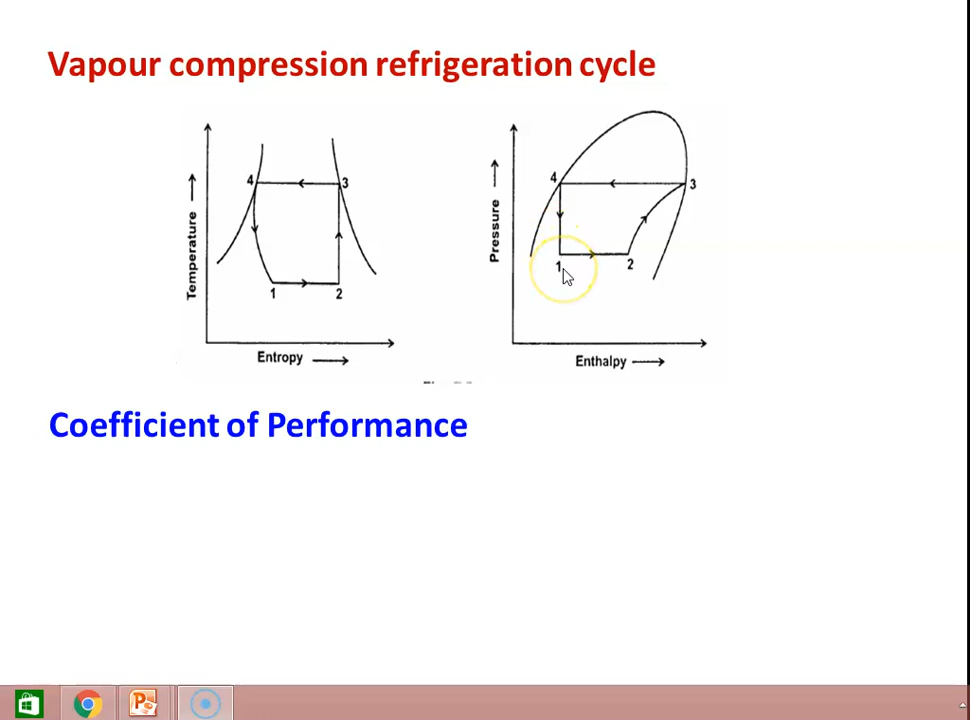 Vapour compression refrigeration cycle
Temperature
4
3
1
2
Entropy
Pressure
4
3
1
2
Enthalpy
Coefficient of Performance